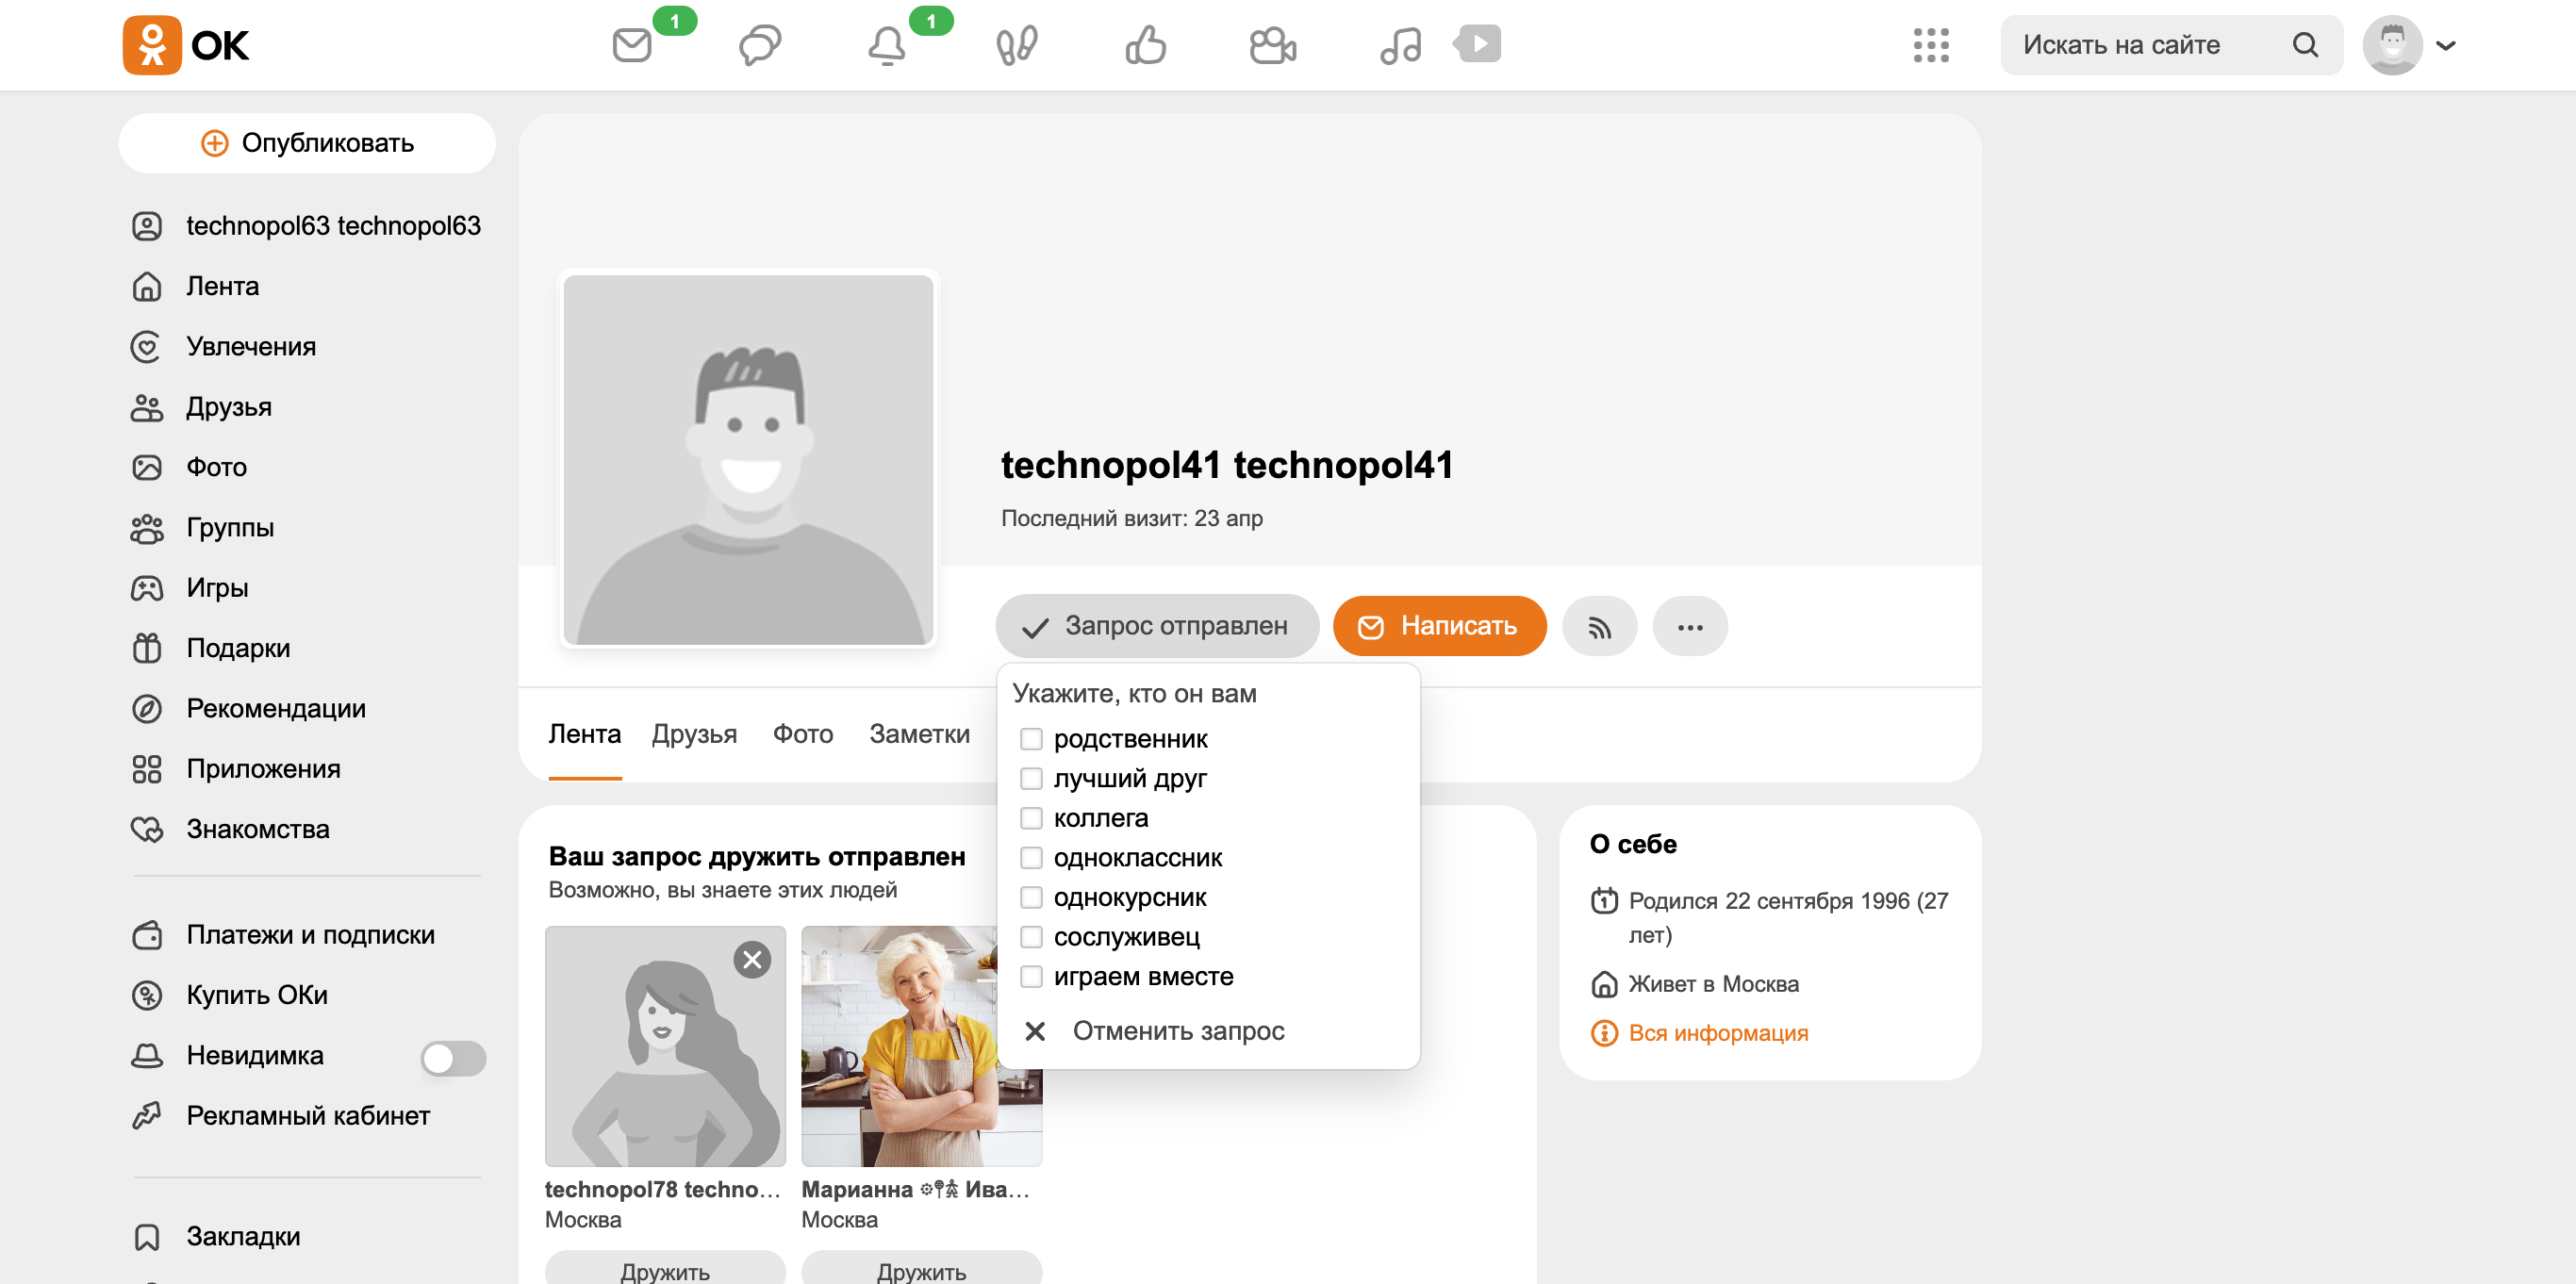 ОК
1
1
Искать на сайте
Опубликовать
technopol63 technopol63
Лента
Увлечения
Друзья
Фото
Группы
Игры
Подарки
Рекомендации
Приложения
Знакомства
Платежи и подписки
Купить ОКи
Невидимка
Рекламный кабинет
Закладки
technopol41 technopol41
Последний визит: 23 апр
Запрос отправлен
Написать
Укажите, кто он вам
родственник
лучший друг
коллега
одноклассник
однокурсник
сослуживец
играем вместе
Отменить запрос
Лента Друзья Фото Заметки
Ваш запрос дружить отправлен
Возможно, вы знаете этих людей
technopol78 techno...
Москва
Дружить
Марианна Ива...
Москва
Дружить
О себе
Родился 22 сентября 1996 (27
лет)
Живет в Москва
Вся информация